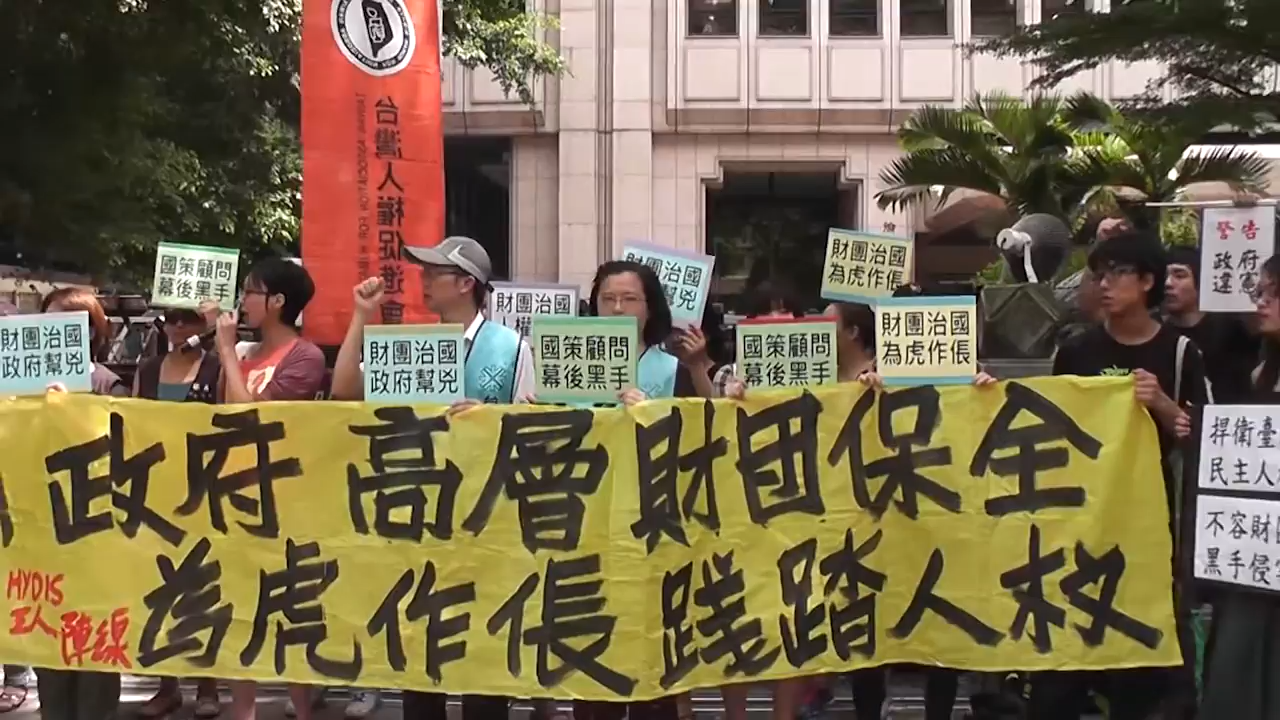 台灣人權促進會
國策顧問
幕後黑手
財團治國
政府幫兇
財團治國
政府幫兇
財團治國
人權
國策顧問
幕後黑手
財團治國
幫兇
國策顧問
幕後黑手
財團治國
為虎作倀
財團治國
為虎作倀
警告
政府
違憲
捍衛臺
民主人
不容財
黑手侵
政府 高層 財团保全
為虎作倀 踐踏人权
HYDIS
工人陣線